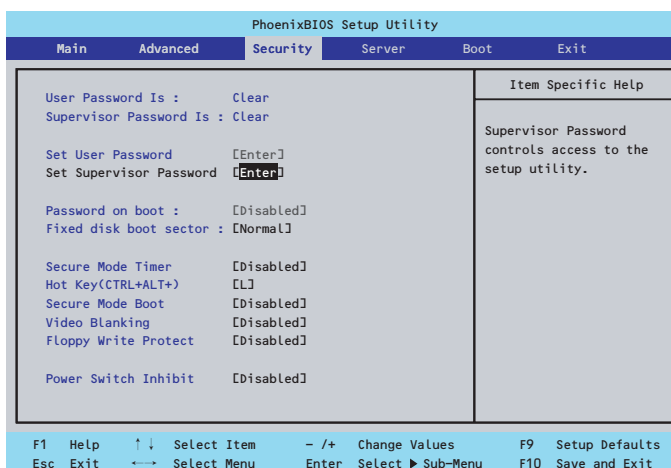 PhoenixBIOS Setup Utility
Main Advanced Security Server Boot Exit
User Password Is : Clear
Supervisor Password Is : Clear
Set User Password [Enter]
Set Supervisor Password [Enter]
Password on boot : [Disabled]
Fixed disk boot sector : [Normal]
Secure Mode Timer [Disabled]
Hot Key(CTRL+ALT+) [L]
Secure Mode Boot [Disabled]
Video Blanking [Disabled]
Floppy Write Protect [Disabled]
Power Switch Inhibit [Disabled]
Item Specific Help
Supervisor Password
controls access to the
setup utility.
F1 Help ↑↓ Select Item - /+ Change Values F9 Setup Defaults
Esc Exit ←→ Select Menu Enter Select ▶ Sub-Menu F10 Save and Exit